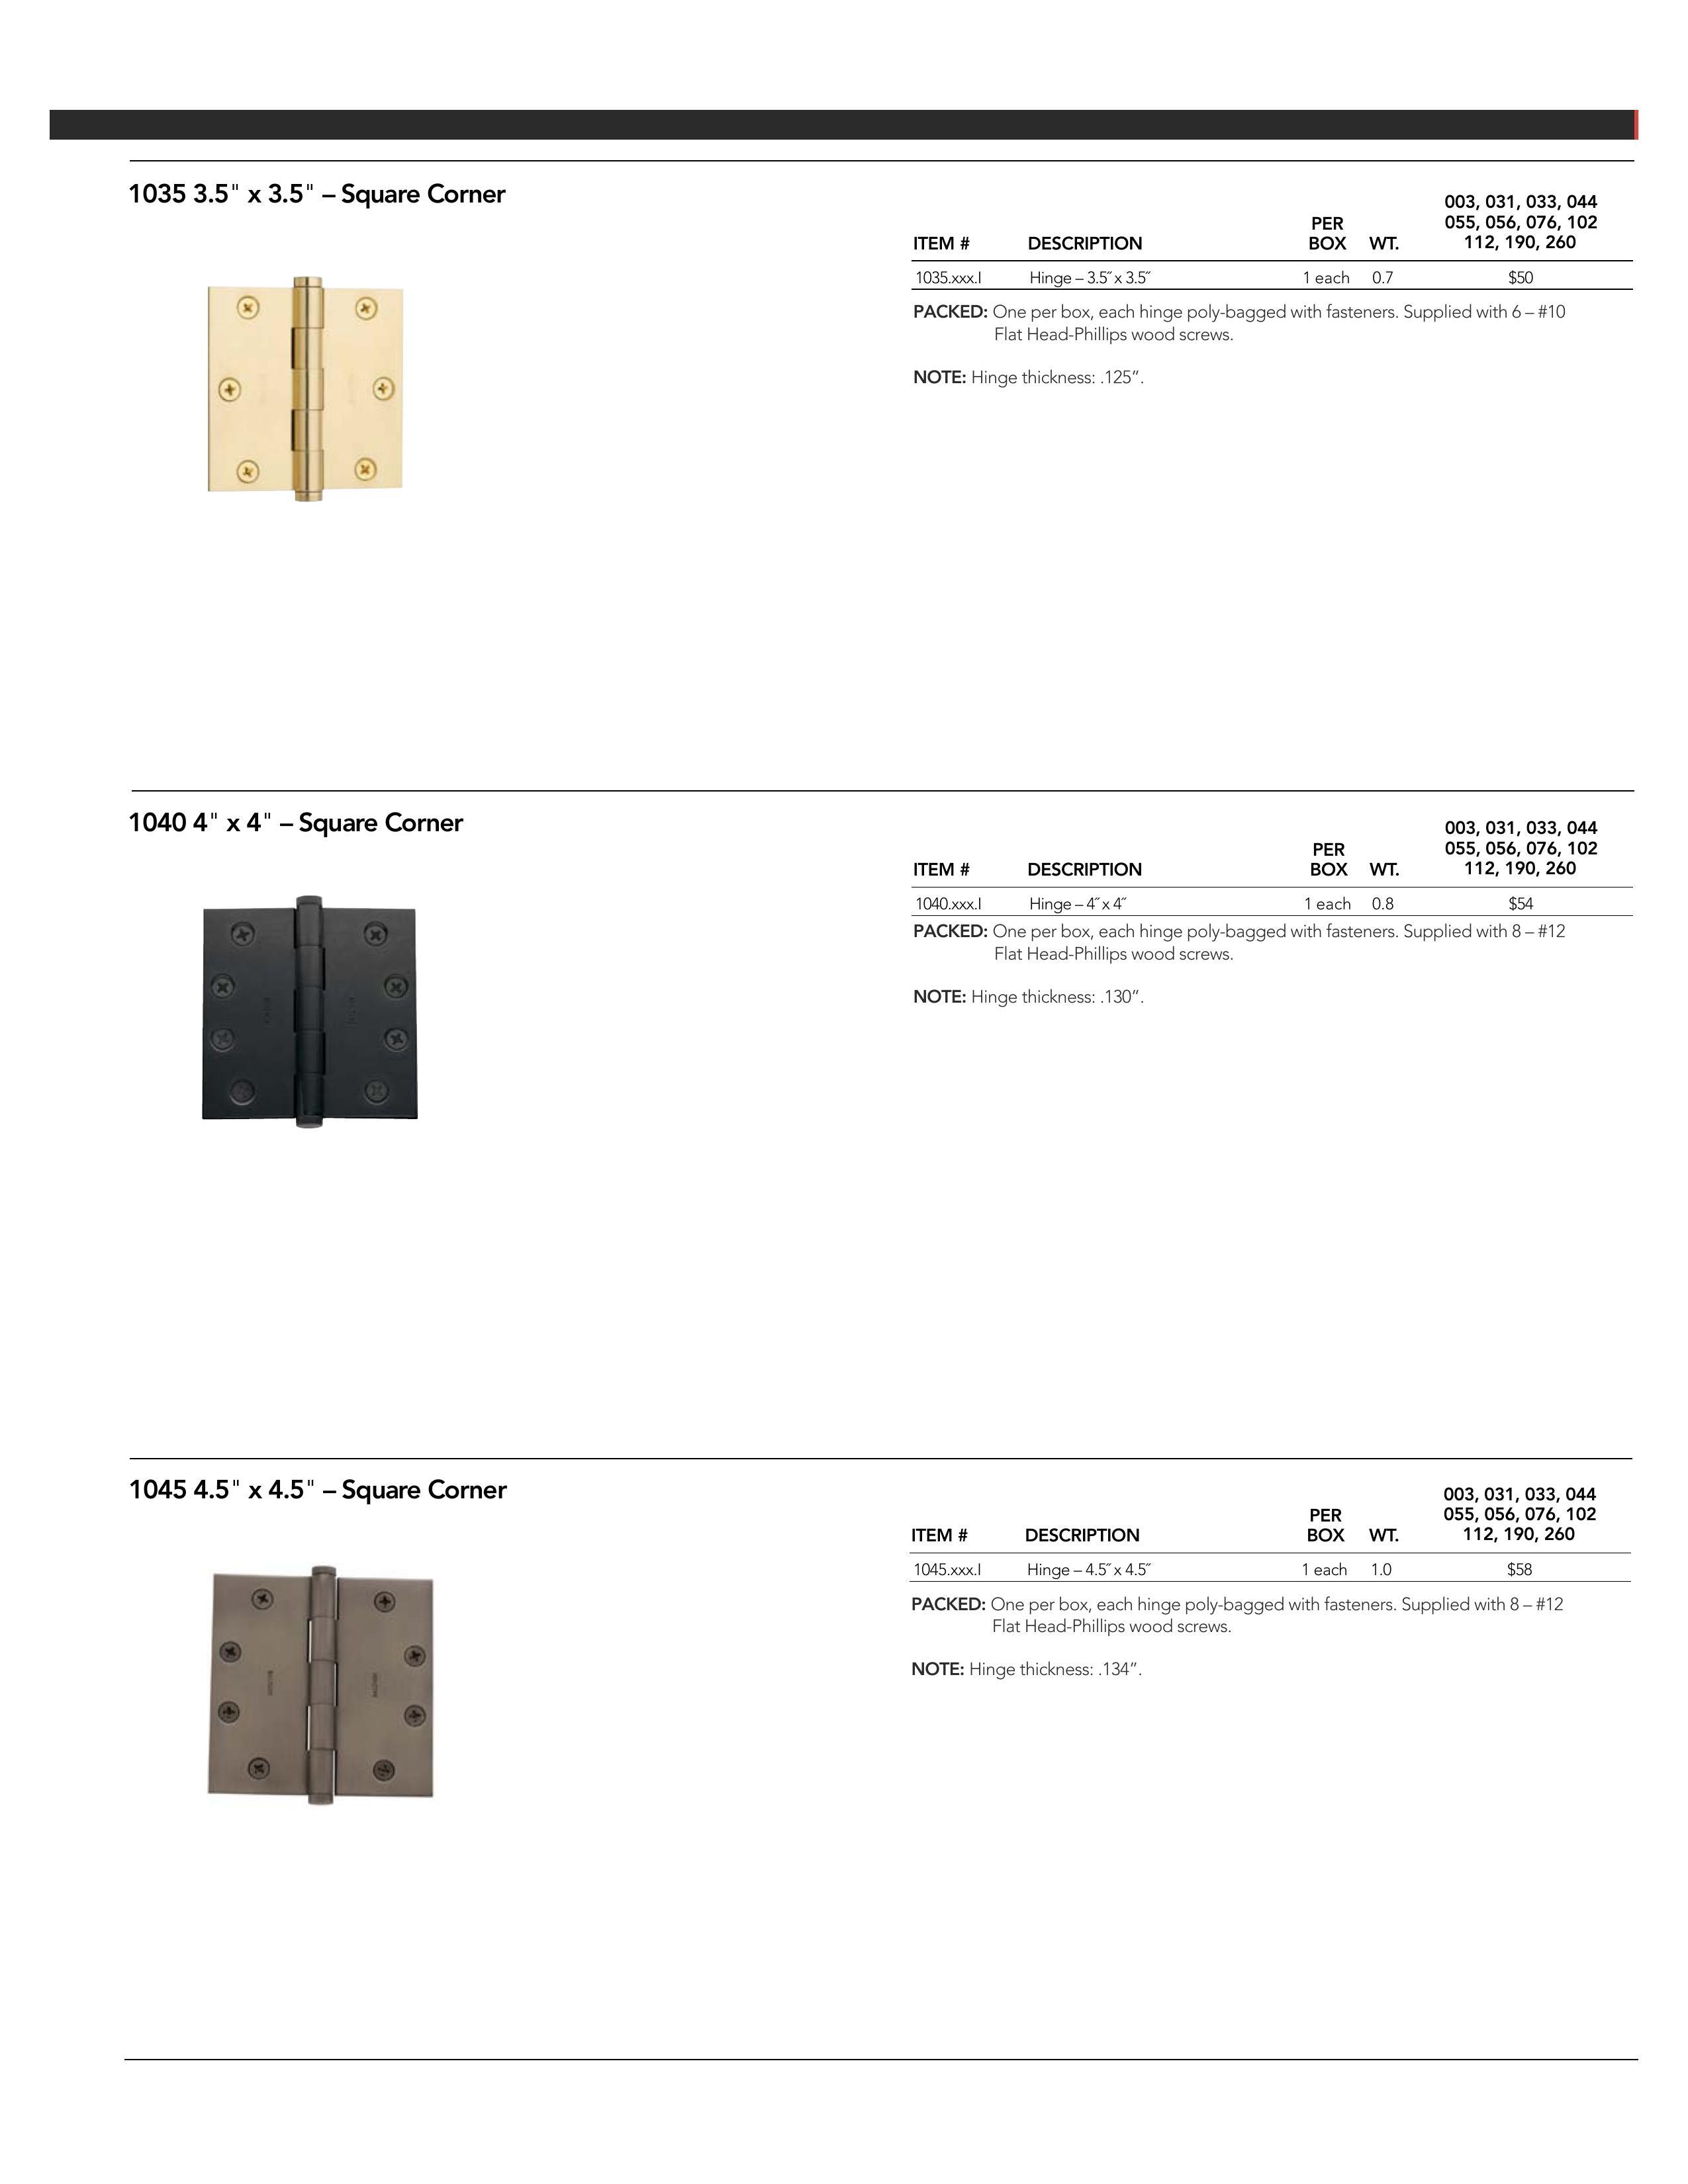 1035 3.5" x 3.5" – Square Corner
003, 031, 033, 044
055, 056, 076, 102
112, 190, 260
ITEM # DESCRIPTION PER BOX WT.
1035.xxx.I Hinge – 3.5˝ x 3.5˝ 1 each 0.7 $50
PACKED: One per box, each hinge poly-bagged with fasteners. Supplied with 6 – #10
Flat Head-Phillips wood screws.
NOTE: Hinge thickness: .125”.
1040 4" x 4" – Square Corner
003, 031, 033, 044
055, 056, 076, 102
112, 190, 260
ITEM # DESCRIPTION PER BOX WT.
1040.xxx.I Hinge – 4˝ x 4˝ 1 each 0.8 $54
PACKED: One per box, each hinge poly-bagged with fasteners. Supplied with 8 – #12
Flat Head-Phillips wood screws.
NOTE: Hinge thickness: .130”.
1045 4.5" x 4.5" – Square Corner
003, 031, 033, 044
055, 056, 076, 102
112, 190, 260
ITEM # DESCRIPTION PER BOX WT.
1045.xxx.I Hinge – 4.5˝ x 4.5˝ 1 each 1.0 $58
PACKED: One per box, each hinge poly-bagged with fasteners. Supplied with 8 – #12
Flat Head-Phillips wood screws.
NOTE: Hinge thickness: .134”.